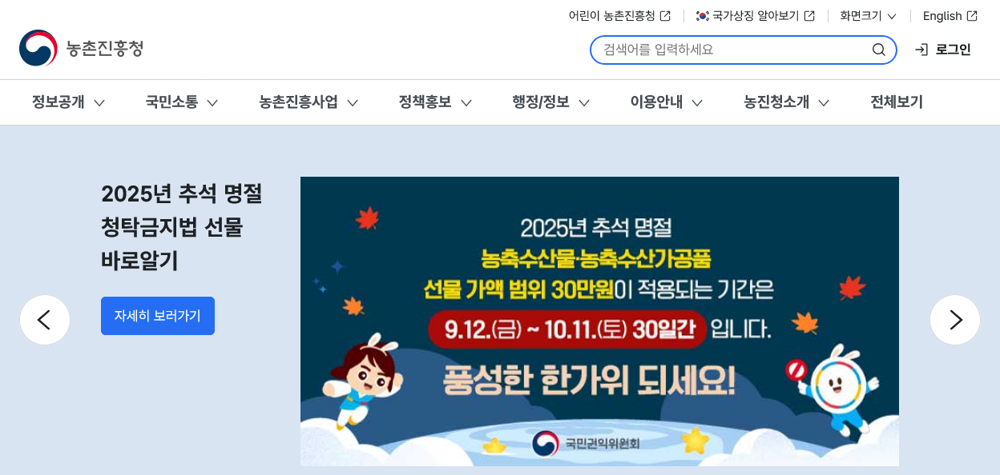 어린이 농촌진흥청
국가상징 알아보기
화면크기
English
농촌진흥청
검색어를 입력하세요
로그인
정보공개
국민소통
농촌진흥사업
정책홍보
행정/정보
이용안내
농진청소개
전체보기
2025년 추석 명절
청탁금지법 선물
바로알기
자세히 보러가기
2025년 추석 명절
농축수산물·농축수산가공품
선물 가액 범위 30만원이 적용되는 기간은
9.12.(금) ~ 10.11.(토) 30일간 입니다.
풍성한 한가위 되세요!
국민권익위원회